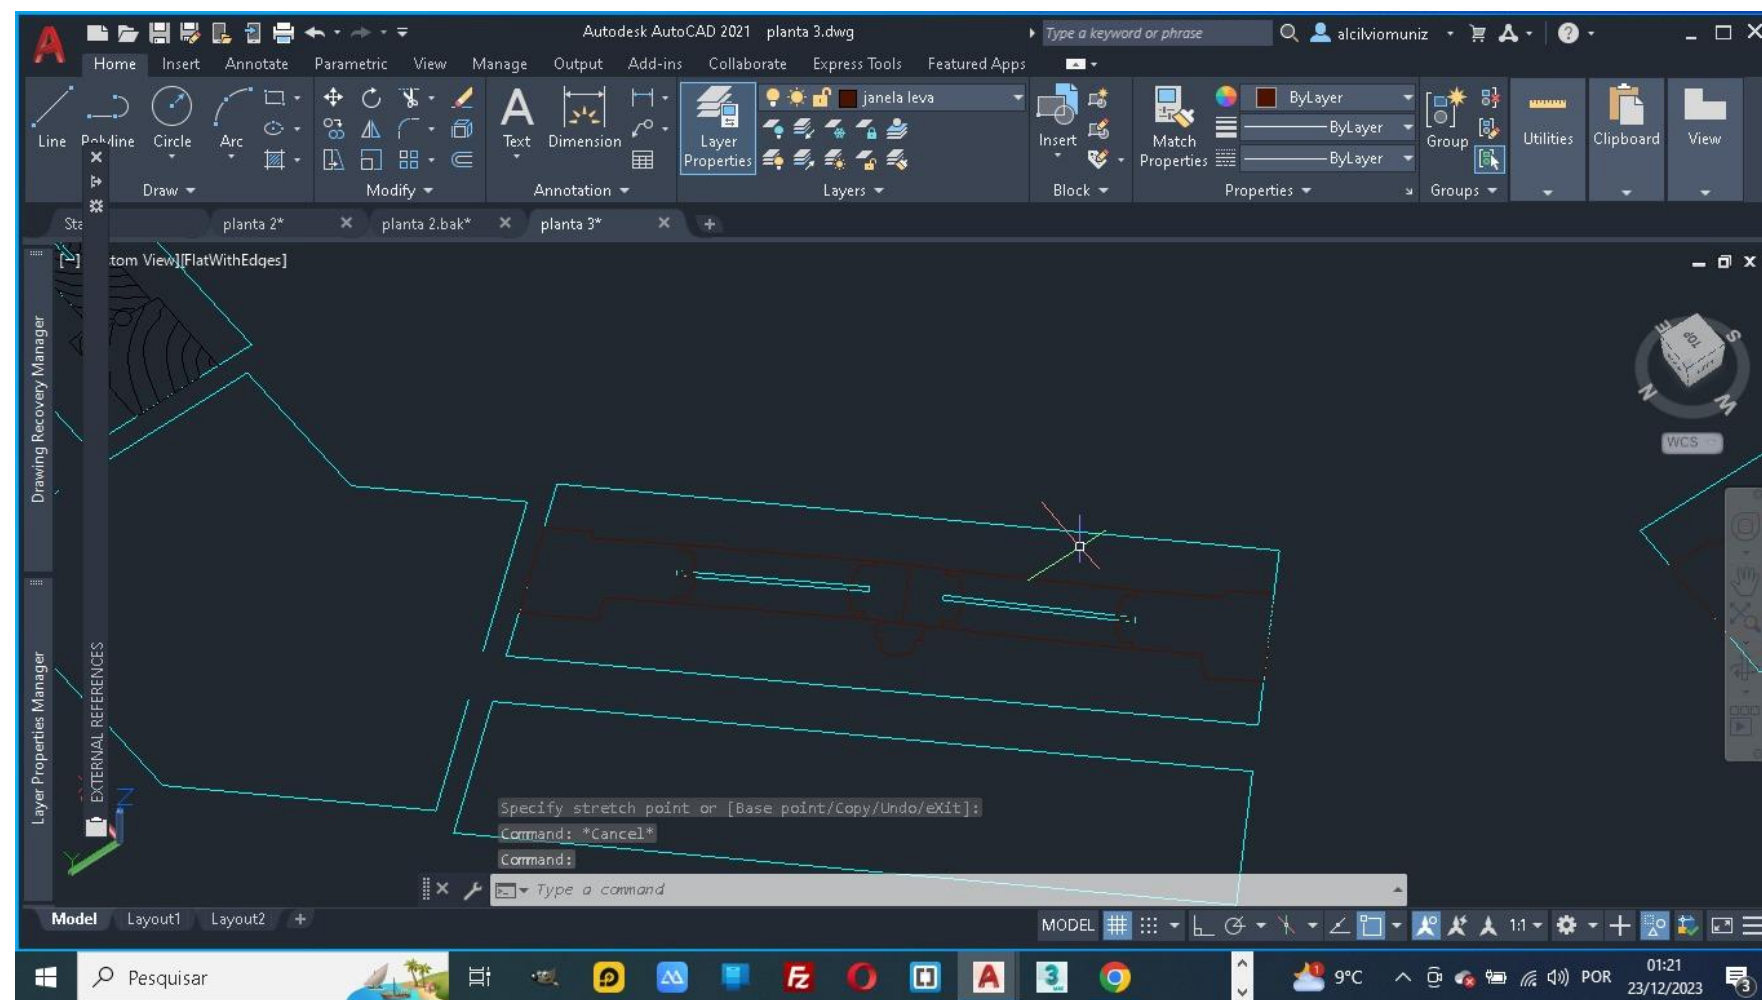 Autodesk AutoCAD 2021 planta 3.dwg
Type a keyword or phrase
alcilviomuniz
Home Insert Annotate Parametric View Manage Output Add-ins Collaborate Express Tools Featured Apps
janela leva
ByLayer
ByLayer
ByLayer
Line Polyline Circle Arc
Text Dimension
Layer Properties
Insert
Match Properties
Group
Utilities Clipboard View
Draw Modify Annotation Layers Block Properties Groups
Sta planta 2* planta 2.bak* planta 3* +
[-] tom View][FlatWithEdges]
TOP
E
S
N
W
WCS
Drawing Recovery Manager
Layer Properties Manager
EXTERNAL REFERENCES
Z
Y
Specify stretch point or [Base point/Copy/Undo/eXit]:
Command: *Cancel*
Command:
Type a command
Model Layout1 Layout2 +
MODEL 1:1
Pesquisar
9°C POR 01:21
23/12/2023
3